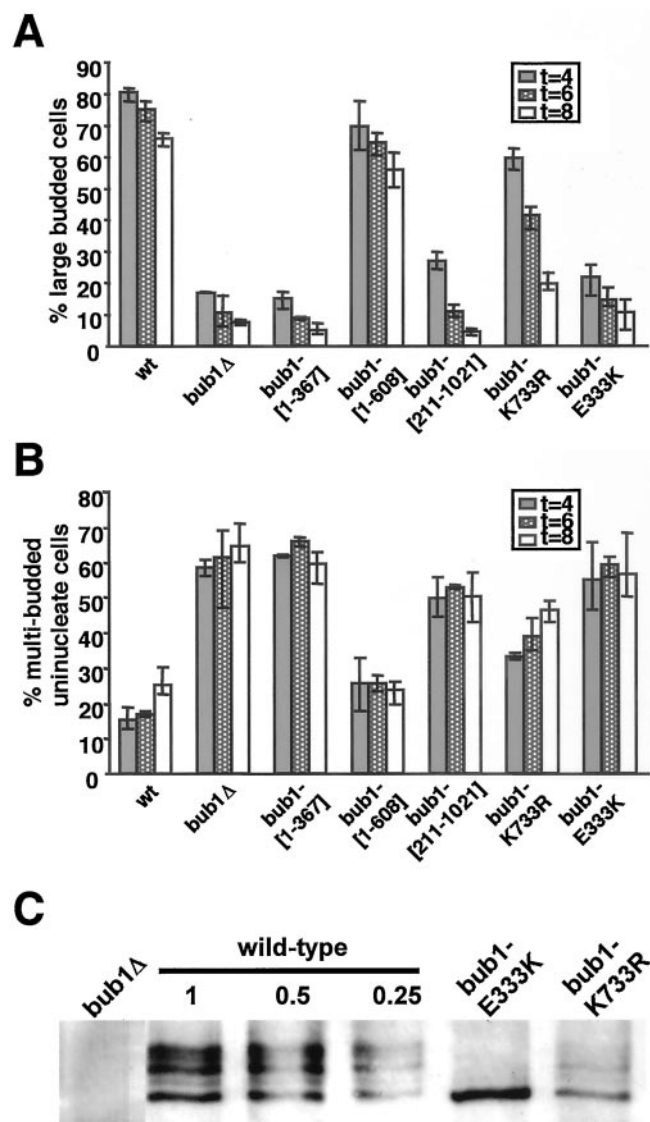 A
% large budded cells
90
80
70
60
50
40
30
20
10
0
t=4
t=6
t=8
wt
bub1Δ
bub1-
[1-367]
bub1-
[1-608]
bub1-
[211-1021]
bub1-
K733R
bub1-
E333K
B
% multi-budded
uninucleate cells
80
70
60
50
40
30
20
10
0
t=4
t=6
t=8
wt
bub1Δ
bub1-
[1-367]
bub1-
[1-608]
bub1-
[211-1021]
bub1-
K733R
bub1-
E333K
C
bub1Δ
wild-type
1 0.5 0.25
bub1-
E333K
bub1-
K733R